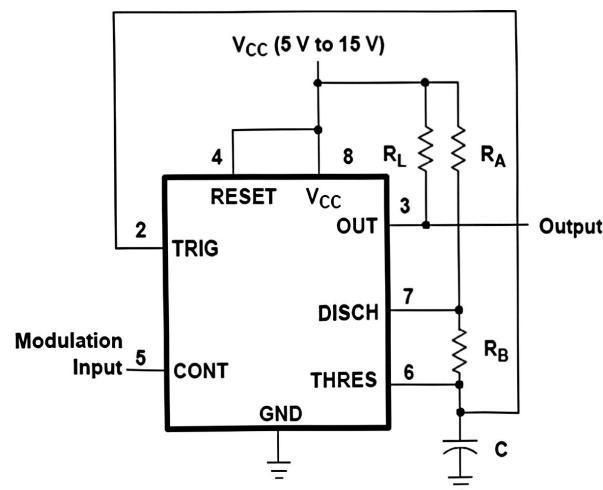 VCC (5 V to 15 V)
4
8
RL
RA
RESET
VCC
3
2
OUT
Output
TRIG
7
DISCH
Modulation
Input
5
RB
CONT
6
THRES
GND
C